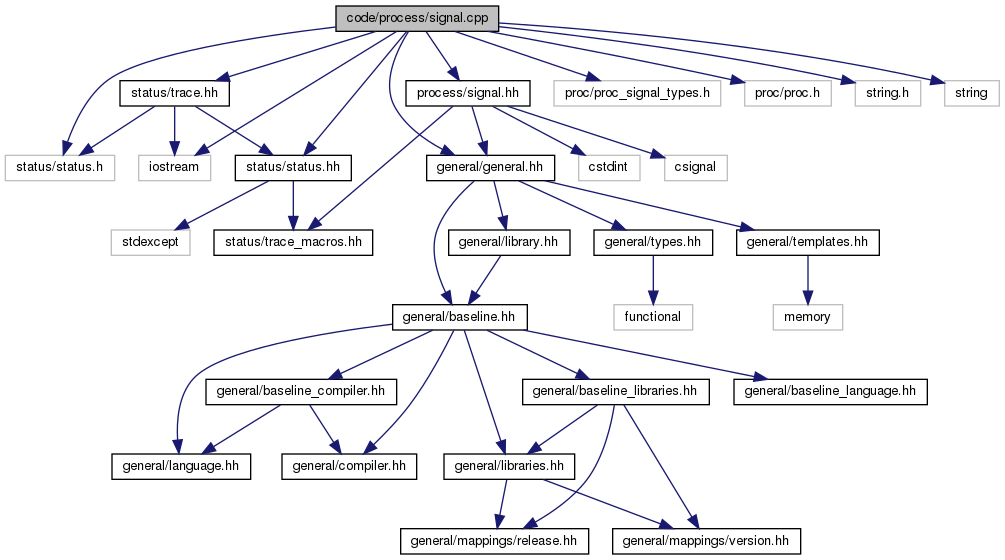 code/process/signal.cpp
status/trace.hh
process/signal.hh
proc/proc_signal_types.h
proc/proc.h
string.h
string
status/status.h
iostream
status/status.hh
general/general.hh
cstdint
csignal
stdexcept
status/trace_macros.hh
general/library.hh
general/types.hh
general/templates.hh
general/baseline.hh
functional
memory
general/baseline_compiler.hh
general/baseline_libraries.hh
general/baseline_language.hh
general/language.hh
general/compiler.hh
general/libraries.hh
general/mappings/release.hh
general/mappings/version.hh